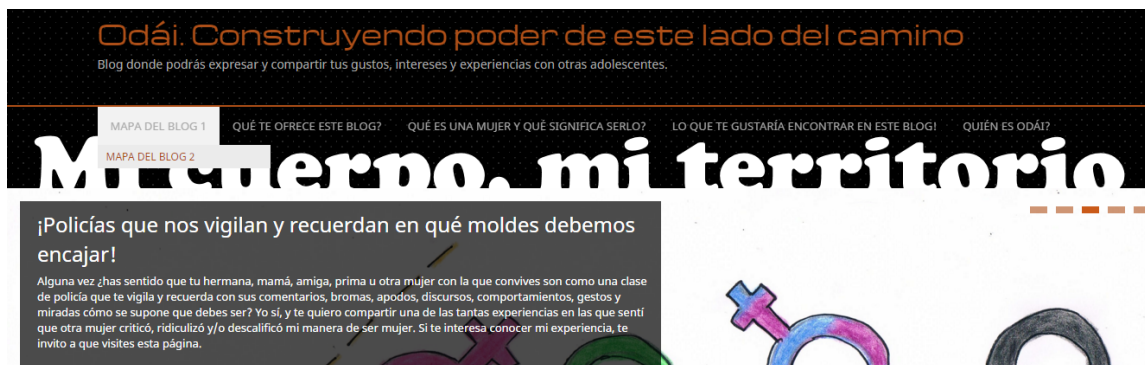 Odái. Construyendo poder de este lado del camino
Blog donde podrás expresar y compartir tus gustos, intereses y experiencias con otras adolescentes.
MAPA DEL BLOG 1 QUÉ TE OFRECE ESTE BLOG? QUÉ ES UNA MUJER Y QUÉ SIGNIFICA SERLO? LO QUE TE GUSTARÍA ENCONTRAR EN ESTE BLOG! QUIÉN ES ODÁI?
MAPA DEL BLOG 2
Mi cuerpo, mi territorio
¡Policías que nos vigilan y recuerdan en qué moldes debemos
encajar!
Alguna vez ¿has sentido que tu hermana, mamá, amiga, prima u otra mujer con la que convives son como una clase
de policía que te vigila y recuerda con sus comentarios, bromas, apodos, discursos, comportamientos, gestos y
miradas cómo se supone que debes ser? Yo sí, y te quiero compartir una de las tantas experiencias en las que sentí
que otra mujer criticó, ridiculizó y/o descalificó mi manera de ser mujer. Si te interesa conocer mi experiencia, te
invito a que visites esta página.